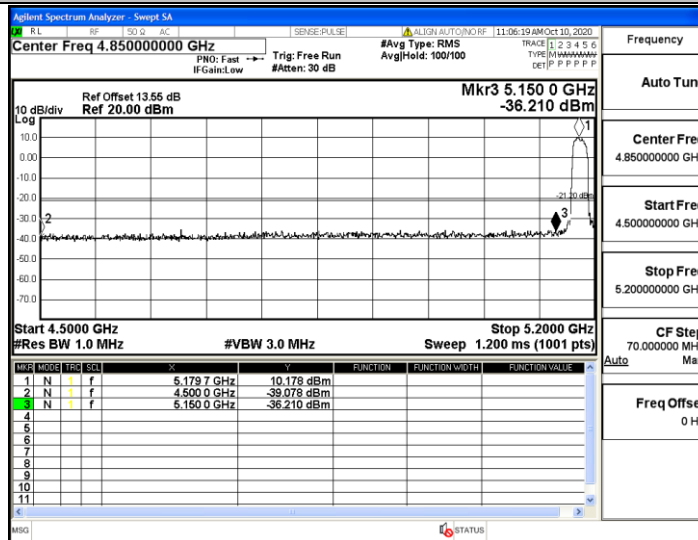 Agilent Spectrum Analyzer - Swept SA
RL RF 50 Ω AC SENSE:PULSE ALIGN AUTO/NO RF 11:06:19 AM Oct 10, 2020
Center Freq 4.850000000 GHz
PNO: Fast
IFGain:Low
Trig: Free Run
#Atten: 30 dB
#Avg Type: RMS
Avg|Hold: 100/100
TRACE 1 2 3 4 5 6
TYPE M
DET P P P P P P
Mkr3 5.150 0 GHz
-36.210 dBm
Ref Offset 13.55 dB
10 dB/div Ref 20.00 dBm
Log
10.0
0.00
-10.0
-20.0
-30.0
-40.0
-50.0
-60.0
-70.0
1
2
3
-21.20 dBm
Start 4.5000 GHz Stop 5.2000 GHz
#Res BW 1.0 MHz #VBW 3.0 MHz Sweep 1.200 ms (1001 pts)
MKR MODE TRC SCL X Y FUNCTION FUNCTION WIDTH FUNCTION VALUE
1 N 1 f 5.179 7 GHz 10.178 dBm
2 N 1 f 4.500 0 GHz -39.078 dBm
3 N 1 f 5.150 0 GHz -36.210 dBm
4
5
6
7
8
9
10
11
MSG STATUS
Frequency
Auto Tun
Center Fre
4.850000000 GH
Start Fre
4.500000000 GH
Stop Fre
5.200000000 GH
CF Ste
70.000000 MH
Auto Ma
Freq Offse
0 H